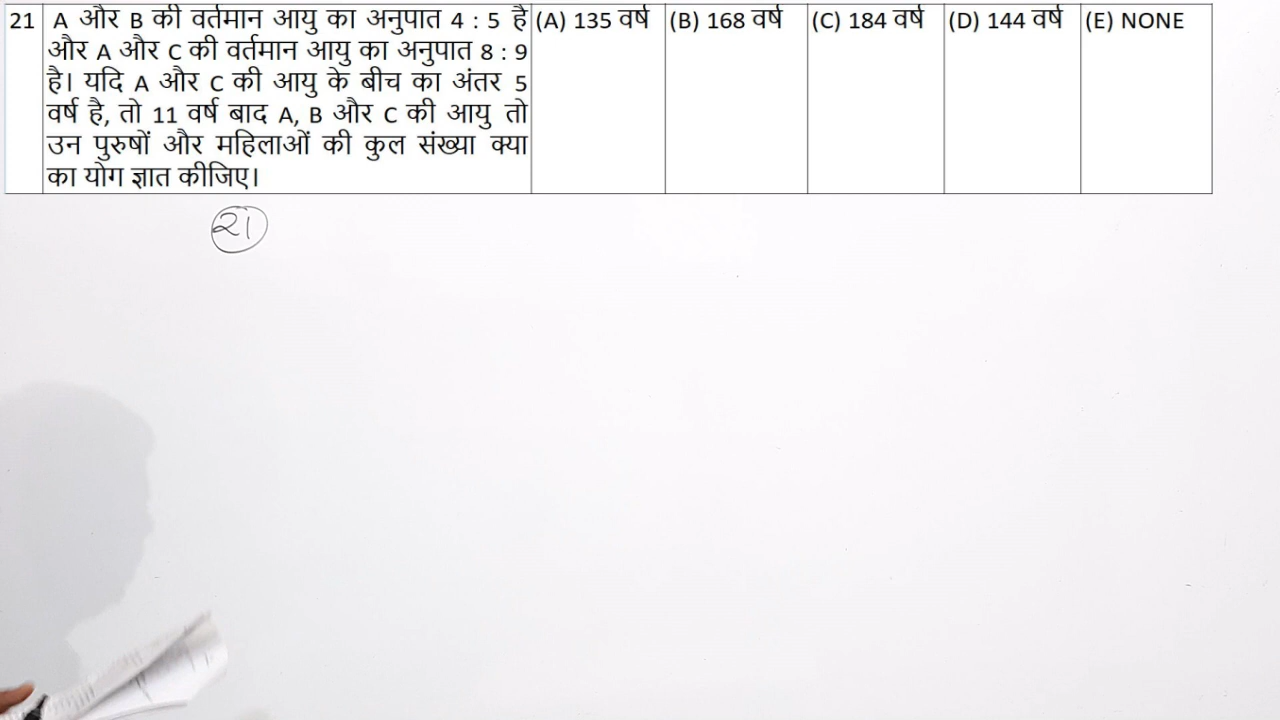 21 A और B की वर्तमान आयु का अनुपात 4 : 5 है (A) 135 वर्ष (B) 168 वर्ष (C) 184 वर्ष (D) 144 वर्ष (E) NONE
और A और C की वर्तमान आयु का अनुपात 8 : 9
है। यदि A और C की आयु के बीच का अंतर 5
वर्ष है, तो 11 वर्ष बाद A, B और C की आयु तो
उन पुरुषों और महिलाओं की कुल संख्या क्या
का योग ज्ञात कीजिए।
21